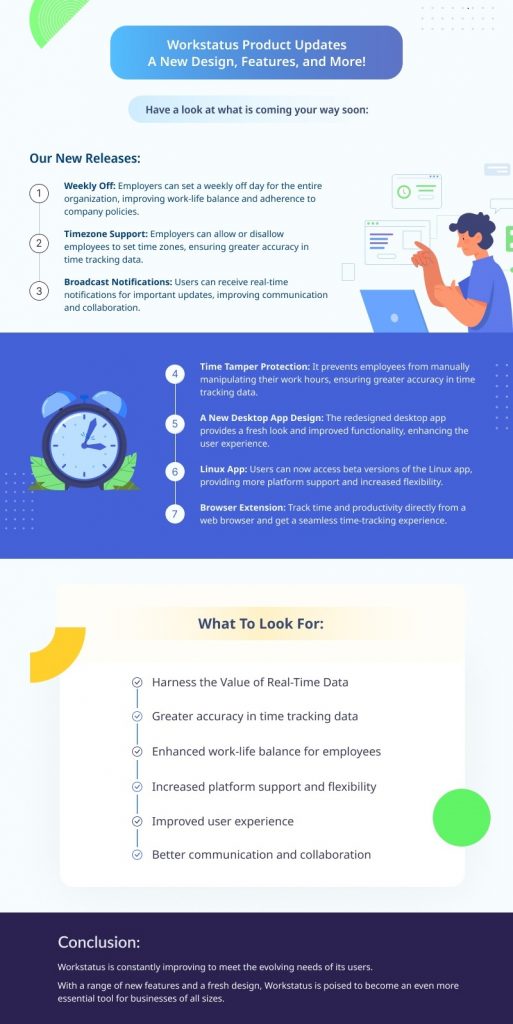 Workstatus Product Updates
A New Design, Features, and More!
Have a look at what is coming your way soon:
Our New Releases:
1
Weekly Off: Employers can set a weekly off day for the entire
organization, improving work-life balance and adherence to
company policies.
2
Timezone Support: Employers can allow or disallow
employees to set time zones, ensuring greater accuracy in
time tracking data.
3
Broadcast Notifications: Users can receive real-time
notifications for important updates, improving communication
and collaboration.
4
Time Tamper Protection: It prevents employees from manually
manipulating their work hours, ensuring greater accuracy in time
tracking data.
5
A New Desktop App Design: The redesigned desktop app
provides a fresh look and improved functionality, enhancing the
user experience.
6
Linux App: Users can now access beta versions of the Linux app,
providing more platform support and increased flexibility.
7
Browser Extension: Track time and productivity directly from a
web browser and get a seamless time-tracking experience.
What To Look For:
Harness the Value of Real-Time Data
Greater accuracy in time tracking data
Enhanced work-life balance for employees
Increased platform support and flexibility
Improved user experience
Better communication and collaboration
Conclusion:
Workstatus is constantly improving to meet the evolving needs of its users.
With a range of new features and a fresh design, Workstatus is poised to become an even more
essential tool for businesses of all sizes.